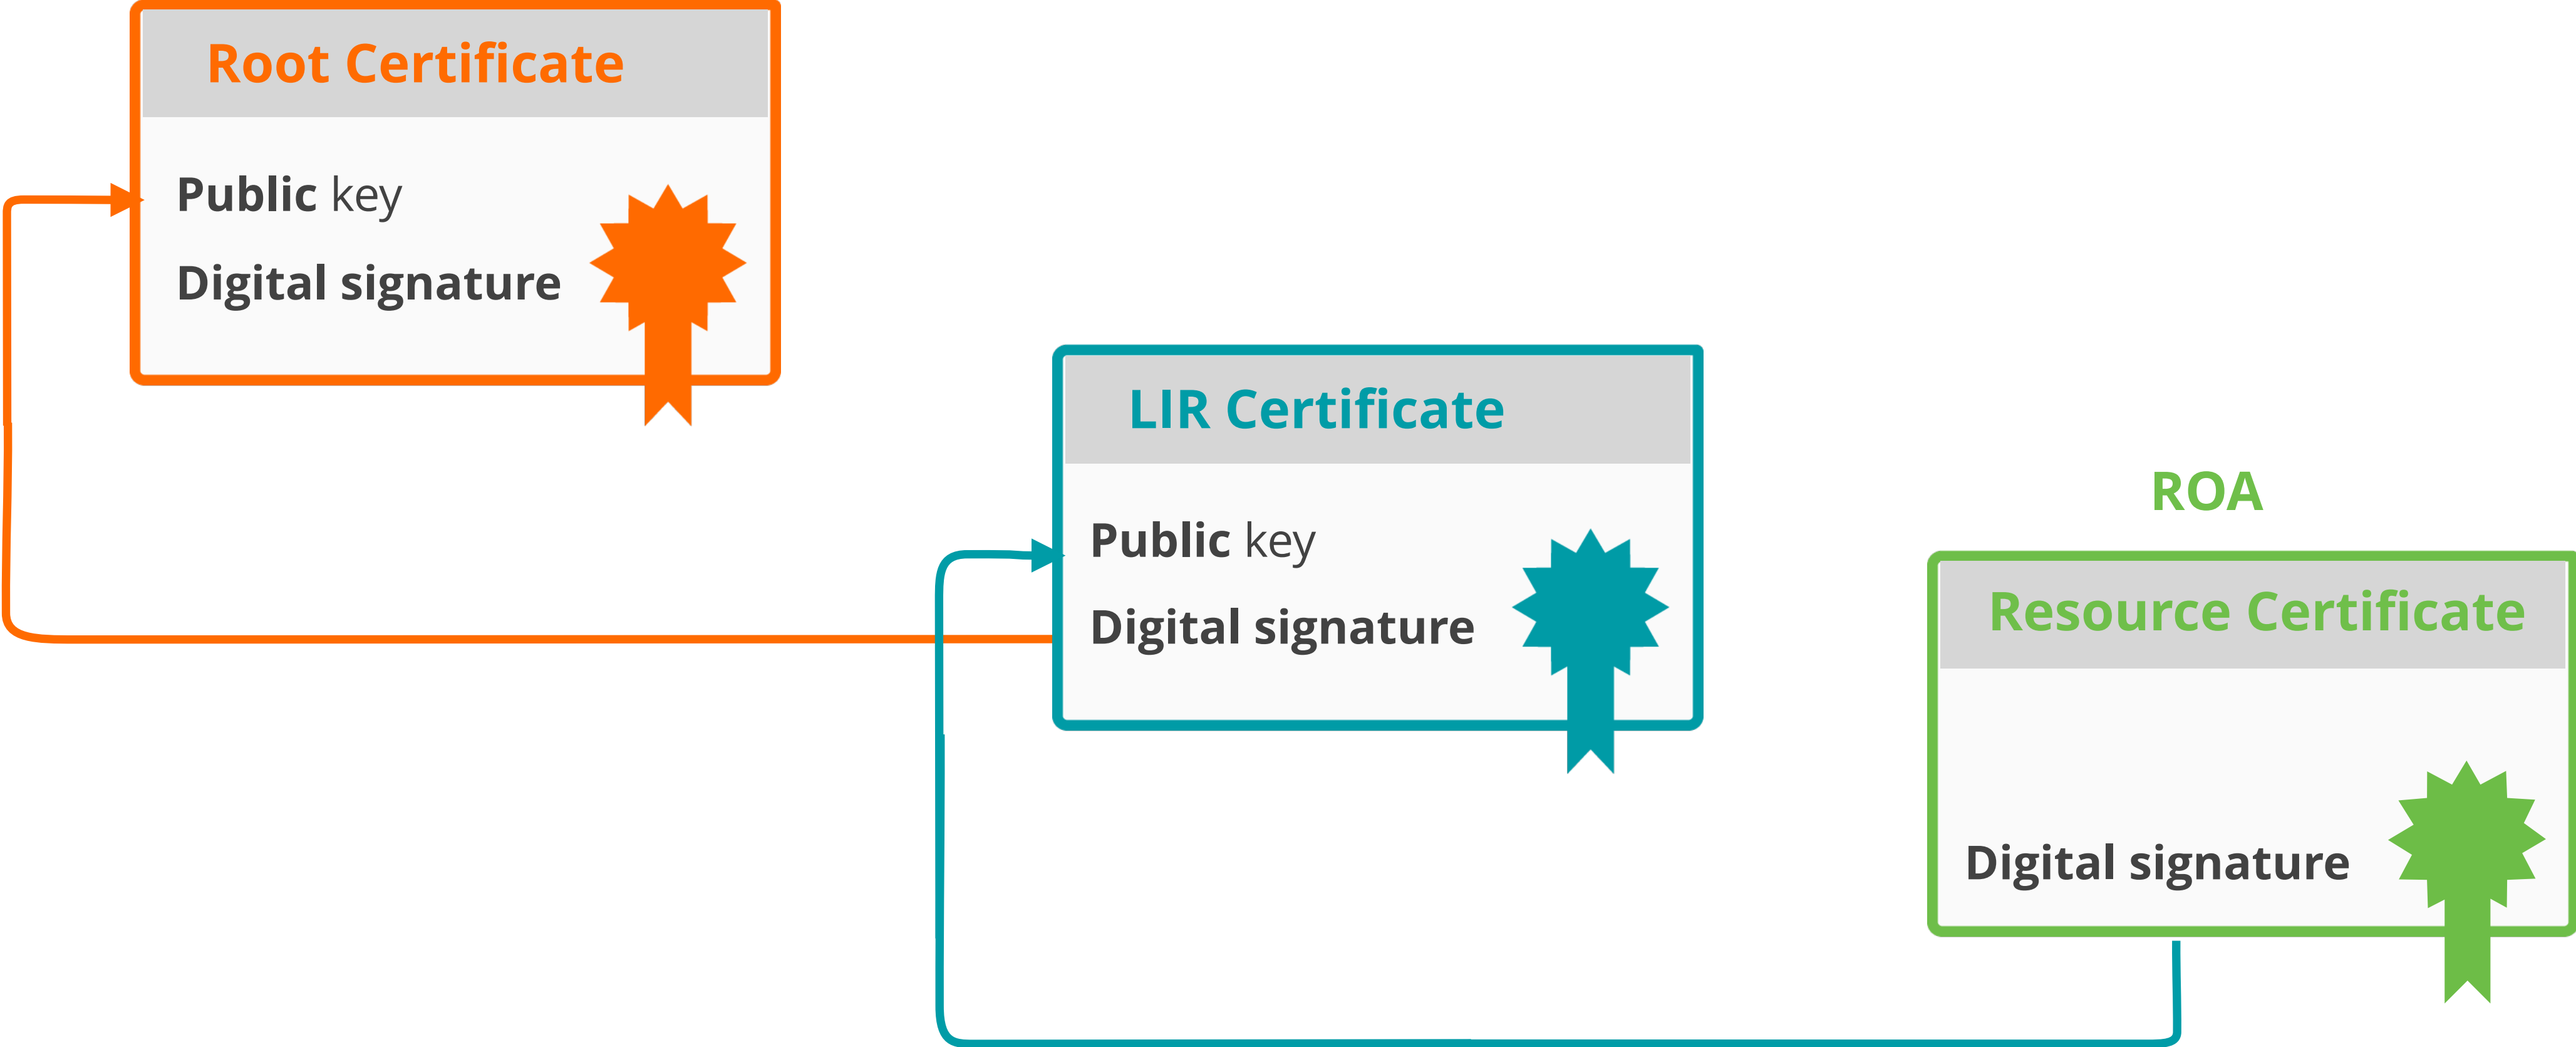 Root Certificate
Public key
Digital signature
LIR Certificate
Public key
Digital signature
ROA
Resource Certificate
Digital signature